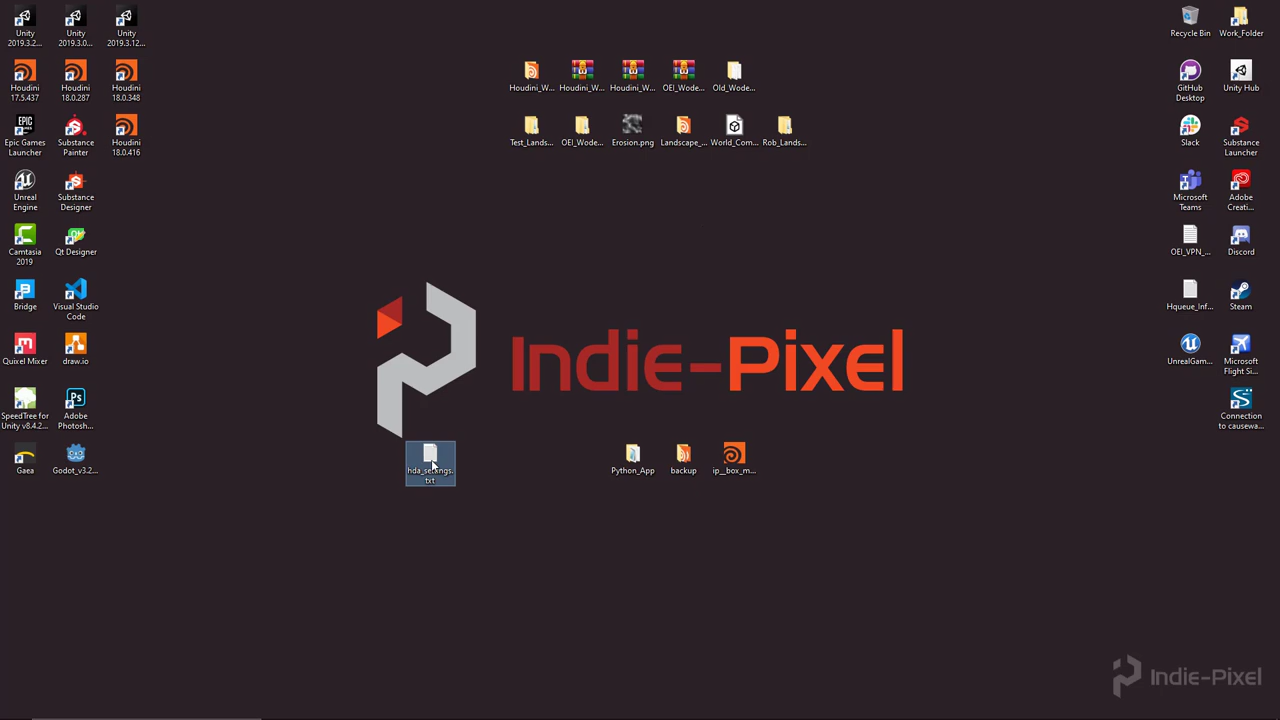 Unity
2019.3.2...
Unity
2019.3.0...
Unity
2019.3.12...
Houdini
17.5.437
Houdini
18.0.287
Houdini
18.0.348
Epic Games
Launcher
Substance
Painter
Houdini
18.0.416
Unreal
Engine
Substance
Designer
Camtasia
2019
Qt Designer
Bridge
Visual Studio
Code
Quixel Mixer
draw.io
SpeedTree for
Unity v8.4.2...
Adobe
Photosh...
Gaea
Godot_v3.2...
Houdini_W...
Houdini_W...
Houdini_W...
OEI_Wode...
Old_Wode...
Test_Lands...
OEI_Wode...
Erosion.png
Landscape_...
World_Com...
Rob_Lands...
Indie-Pixel
hda_settings.
txt
Python_App
backup
ip__box_m...
Recycle Bin
Work_Folder
GitHub
Desktop
Unity Hub
Slack
Substance
Launcher
Microsoft
Teams
Adobe
Creati...
OEI_VPN_...
Discord
Hqueue_Inf...
Steam
UnrealGam...
Microsoft
Flight Si...
Connection
to causewa...
Indie-Pixel